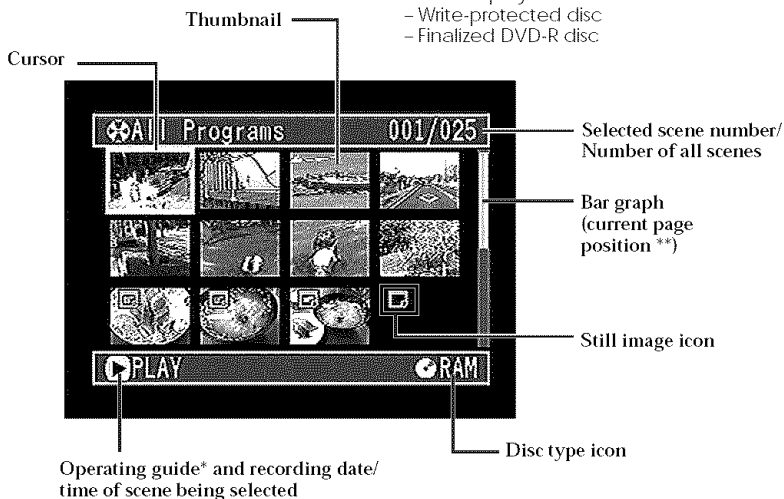 – Write-protected disc
– Finalized DVD-R disc
Thumbnail
Cursor
All Programs 001/025
Selected scene number/
Number of all scenes
Bar graph
(current page
position **)
Still image icon
PLAY RAM
Disc type icon
Operating guide* and recording date/
time of scene being selected